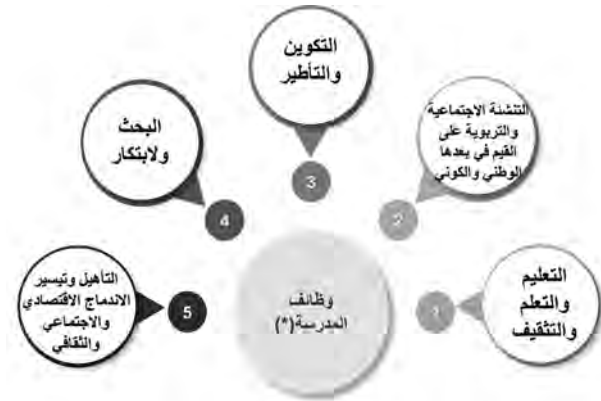 وظائف
المدرسة(*)
1
التعليم
والتعلم
والتثقيف
2
التنشئة الاجتماعية
والتربوية على
القيم في بعدها
الوطني والكوني
3
التكوين
والتأطير
4
البحث
ولابتكار
5
التأهيل وتيسير
الاندماج الاقتصادي
والاجتماعي
والثقافي